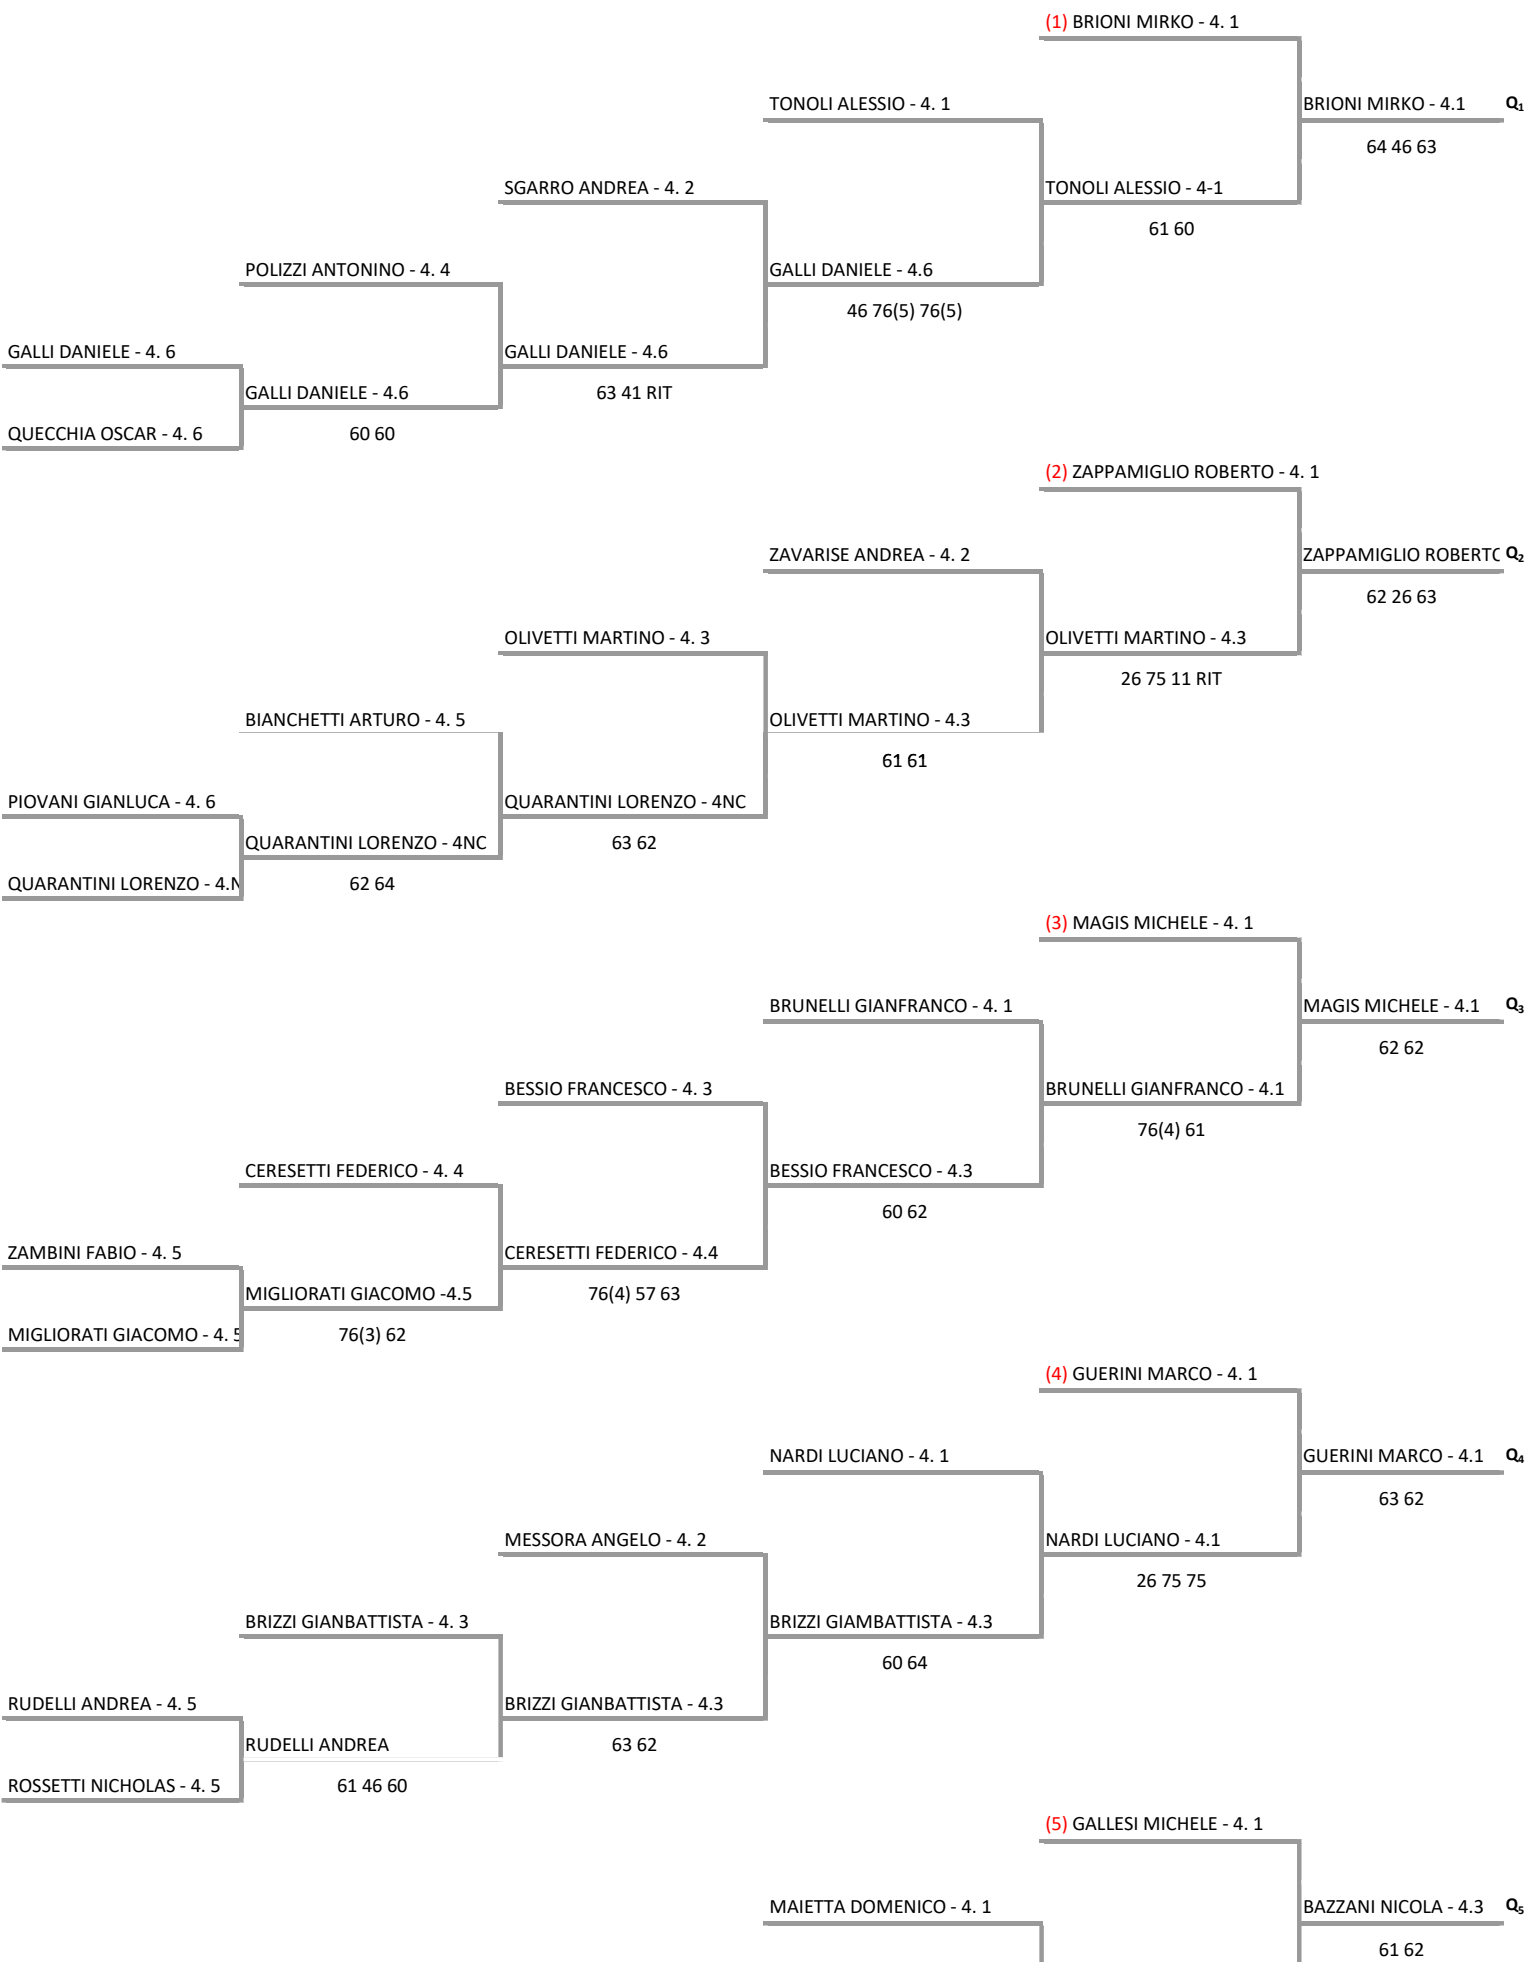 (1) BRIONI MIRKO - 4. 1
TONOLI ALESSIO - 4. 1
BRIONI MIRKO - 4.1 Q1
64 46 63
SGARRO ANDREA - 4. 2
TONOLI ALESSIO - 4-1
61 60
POLIZZI ANTONINO - 4. 4
GALLI DANIELE - 4.6
46 76(5) 76(5)
GALLI DANIELE - 4. 6
GALLI DANIELE - 4.6
GALLI DANIELE - 4.6
63 41 RIT
QUECCHIA OSCAR - 4. 6
60 60
(2) ZAPPAMIGLIO ROBERTO - 4. 1
ZAVARISE ANDREA - 4. 2
ZAPPAMIGLIO ROBERTO Q2
62 26 63
OLIVETTI MARTINO - 4. 3
OLIVETTI MARTINO - 4.3
26 75 11 RIT
BIANCHETTI ARTURO - 4. 5
OLIVETTI MARTINO - 4.3
61 61
PIOVANI GIANLUCA - 4. 6
QUARANTINI LORENZO - 4NC
QUARANTINI LORENZO - 4NC
63 62
QUARANTINI LORENZO - 4.N
62 64
(3) MAGIS MICHELE - 4. 1
BRUNELLI GIANFRANCO - 4. 1
MAGIS MICHELE - 4.1 Q3
62 62
BESSIO FRANCESCO - 4. 3
BRUNELLI GIANFRANCO - 4.1
76(4) 61
CERESETTI FEDERICO - 4. 4
BESSIO FRANCESCO - 4.3
60 62
ZAMBINI FABIO - 4. 5
CERESETTI FEDERICO - 4.4
MIGLIORATI GIACOMO -4.5
76(4) 57 63
MIGLIORATI GIACOMO - 4. 5
76(3) 62
(4) GUERINI MARCO - 4. 1
NARDI LUCIANO - 4. 1
GUERINI MARCO - 4.1 Q4
63 62
MESSORA ANGELO - 4. 2
NARDI LUCIANO - 4.1
26 75 75
BRIZZI GIANBATTISTA - 4. 3
BRIZZI GIAMBATTISTA - 4.3
60 64
RUDELLI ANDREA - 4. 5
BRIZZI GIANBATTISTA - 4.3
RUDELLI ANDREA
63 62
ROSSETTI NICHOLAS - 4. 5
61 46 60
(5) GALLESI MICHELE - 4. 1
MAIETTA DOMENICO - 4. 1
BAZZANI NICOLA - 4.3 Q5
61 62